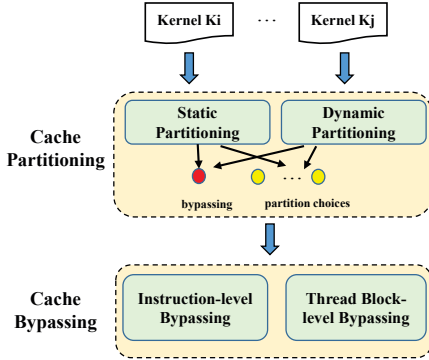 Kernel Ki ... Kernel Kj
Cache
Partitioning
Static
Partitioning
Dynamic
Partitioning
...
bypassing
partition choices
Cache
Bypassing
Instruction-level
Bypassing
Thread Block-
level Bypassing